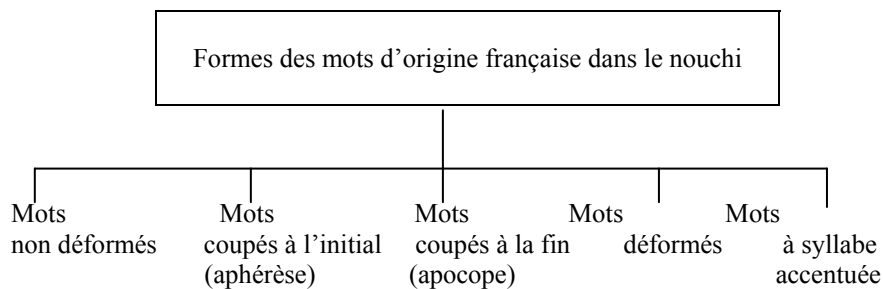 Formes des mots d’origine française dans le nouchi
Mots Mots Mots Mots Mots
non déformés coupés à l’initial coupés à la fin déformés à syllabe
(aphérèse) (apocope) accentuée